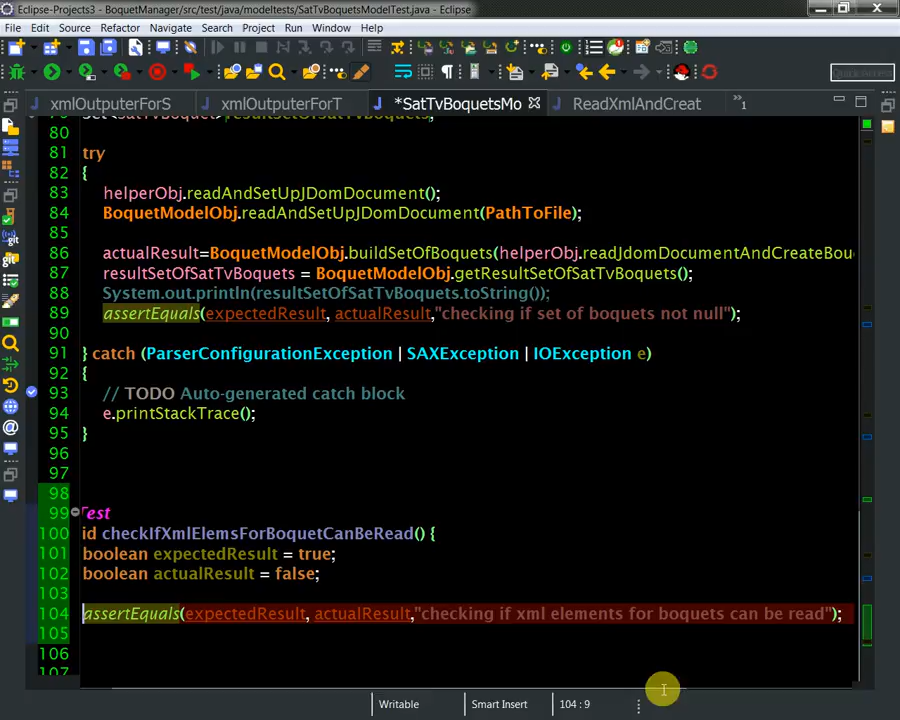 Eclipse-Projects3 - BoquetManager/src/test/java/modeltests/SatTvBoquetsModelTest.java - Eclipse
File Edit Source Refactor Navigate Search Project Run Window Help
Quick Access
xmlOutputerForS xmlOutputerForT *SatTvBoquetsMo ReadXmlAndCreat »1
Set<SatTvBoquet>resultSetOfSatTvBoquets;
80
81 try
82 {
83 helperObj.readAndSetUpJDomDocument();
84 BoquetModelObj.readAndSetUpJDomDocument(PathToFile);
85
86 actualResult=BoquetModelObj.buildSetOfBoquets(helperObj.readJdomDocumentAndCreateBou
87 resultSetOfSatTvBoquets = BoquetModelObj.getResultSetOfSatTvBoquets();
88 System.out.println(resultSetOfSatTvBoquets.toString());
89 assertEquals(expectedResult, actualResult,"checking if set of boquets not null");
90
91 } catch (ParserConfigurationException | SAXException | IOException e)
92 {
93 // TODO Auto-generated catch block
94 e.printStackTrace();
95 }
96
97
98
99 est
100 id checkIfXmlElemsForBoquetCanBeRead() {
101 boolean expectedResult = true;
102 boolean actualResult = false;
103
104 assertEquals(expectedResult, actualResult,"checking if xml elements for boquets can be read");
105
106
107
Writable Smart Insert 104 : 9